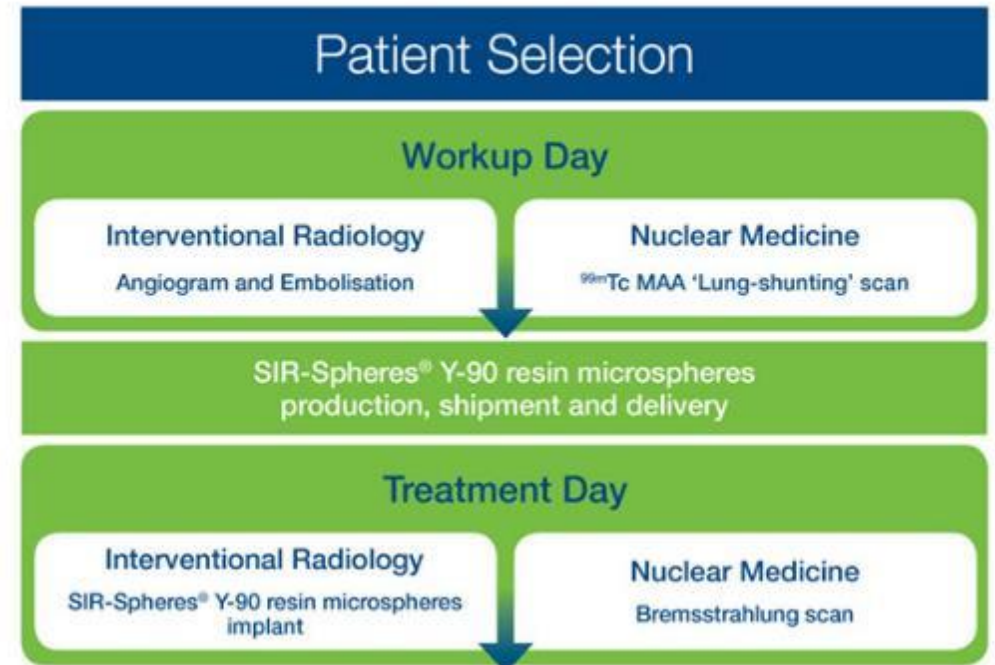 Patient Selection
Workup Day
Interventional Radiology
Angiogram and Embolisation
Nuclear Medicine
⁹⁹ᵐTc MAA ‘Lung-shunting’ scan
SIR-Spheres® Y-90 resin microspheres
production, shipment and delivery
Treatment Day
Interventional Radiology
SIR-Spheres® Y-90 resin microspheres
implant
Nuclear Medicine
Bremsstrahlung scan